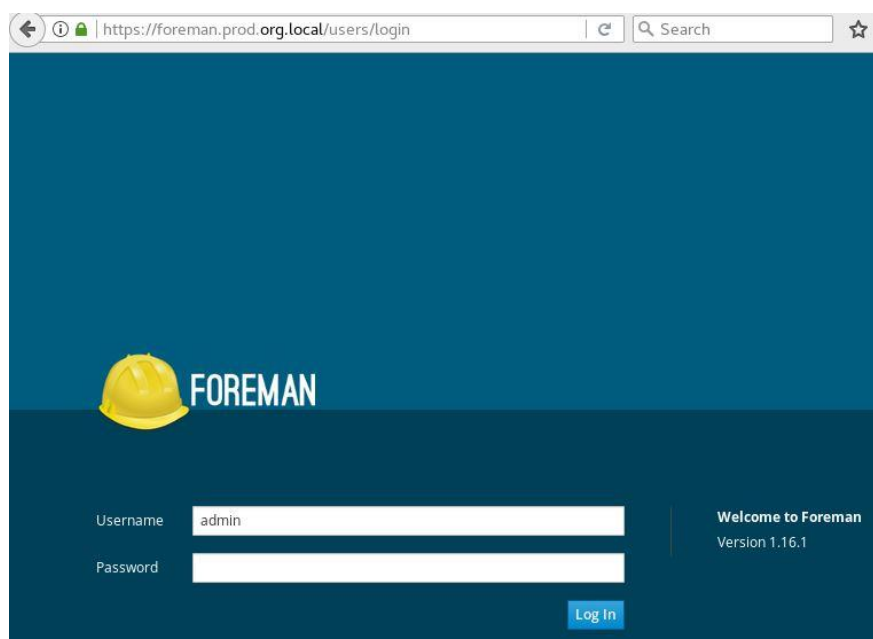 https://foreman.prod.org.local/users/login Search
FOREMAN
Username admin
Welcome to Foreman
Version 1.16.1
Password
Log In